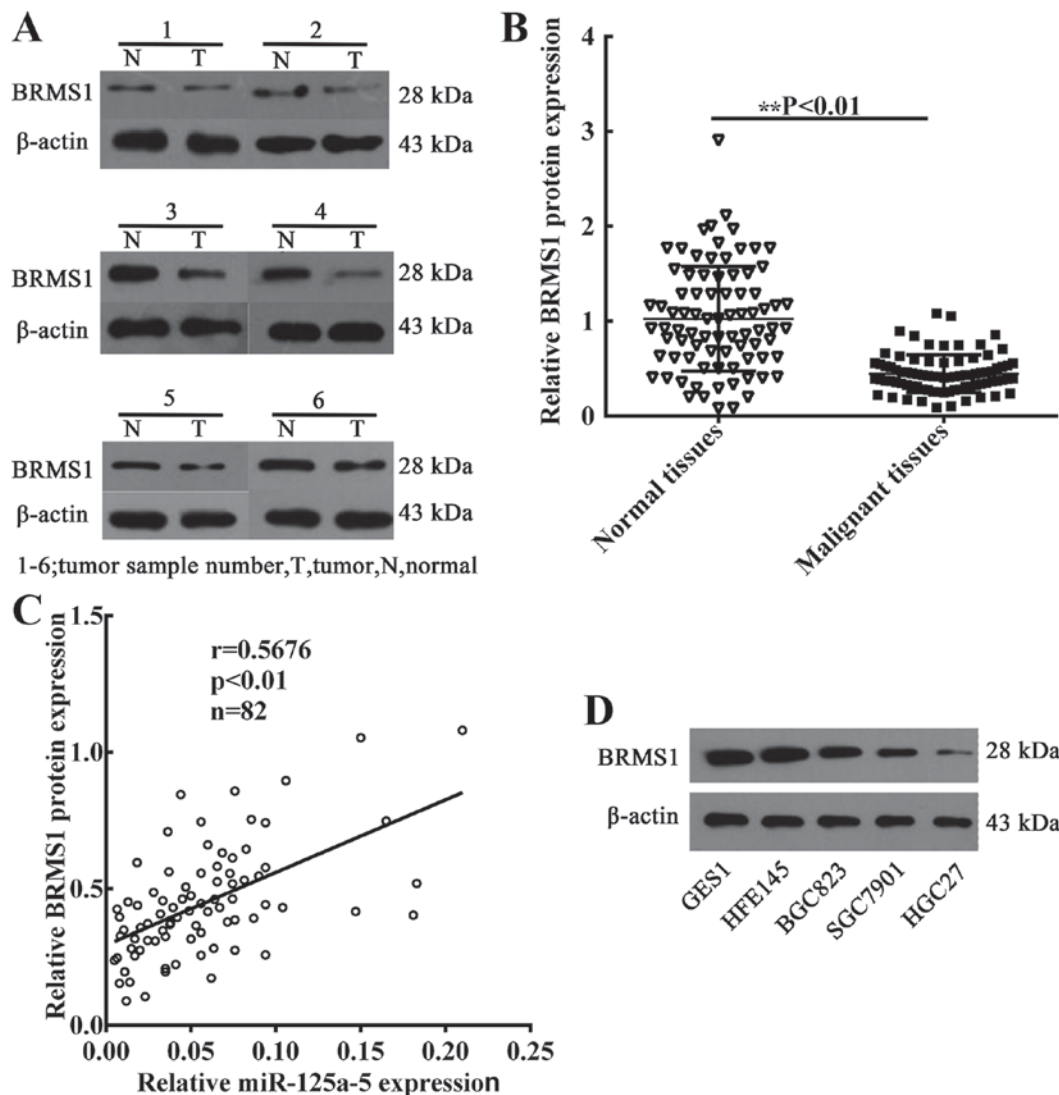 A
1 2
N T N T
BRMS1 28 kDa
β-actin 43 kDa
3 4
N T N T
BRMS1 28 kDa
β-actin 43 kDa
5 6
N T N T
BRMS1 28 kDa
β-actin 43 kDa
1-6;tumor sample number,T,tumor,N,normal
B
Relative BRMS1 protein expression
4
3
2
1
0
**P<0.01
Normal tissues
Malignant tissues
C
Relative BRMS1 protein expression
1.5
1.0
0.5
0.0
r=0.5676
p<0.01
n=82
0.00 0.05 0.10 0.15 0.20 0.25
Relative miR-125a-5 expression
D
BRMS1 28 kDa
β-actin 43 kDa
GES1
HFE145
BGC823
SGC7901
HGC27